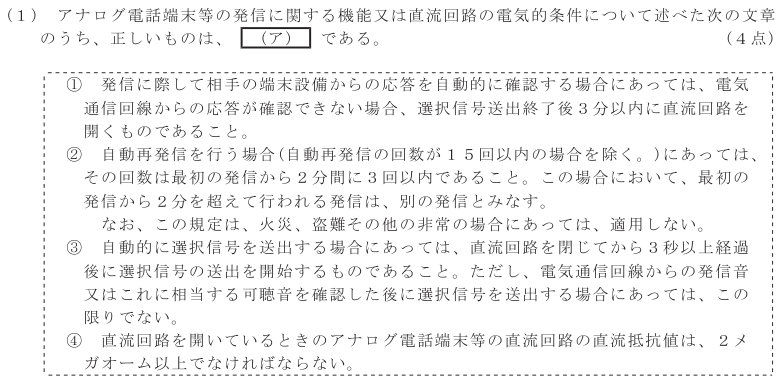 （１）　アナログ電話端末等の発信に関する機能又は直流回路の電気的条件について述べた次の文章
のうち、正しいものは、 （ア） である。 （４点）
①　発信に際して相手の端末設備からの応答を自動的に確認する場合にあっては、電気
通信回線からの応答が確認できない場合、選択信号送出終了後３分以内に直流回路を
開くものであること。
②　自動再発信を行う場合(自動再発信の回数が１５回以内の場合を除く。)にあっては、
その回数は最初の発信から２分間に３回以内であること。この場合において、最初の
発信から２分を超えて行われる発信は、別の発信とみなす。
なお、この規定は、火災、盗難その他の非常の場合にあっては、適用しない。
③　自動的に選択信号を送出する場合にあっては、直流回路を閉じてから３秒以上経過
後に選択信号の送出を開始するものであること。ただし、電気通信回線からの発信音
又はこれに相当する可聴音を確認した後に選択信号を送出する場合にあっては、この
限りでない。
④　直流回路を開いているときのアナログ電話端末等の直流回路の直流抵抗値は、２メ
ガオーム以上でなければならない。